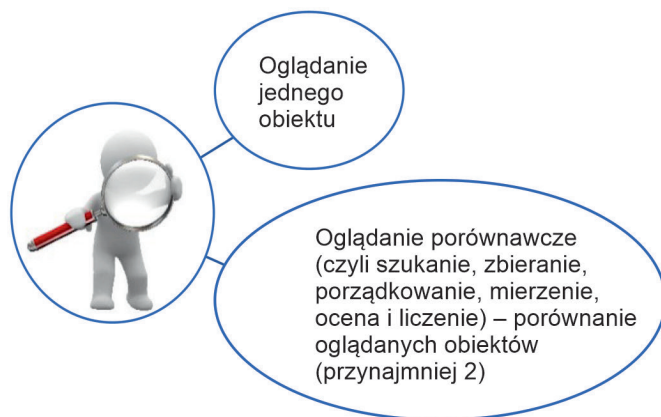 Oglądanie
jednego
obiektu
Oglądanie porównawcze
(czyli szukanie, zbieranie,
porządkowanie, mierzenie,
ocena i liczenie) – porównanie
oglądanych obiektów
(przynajmniej 2)